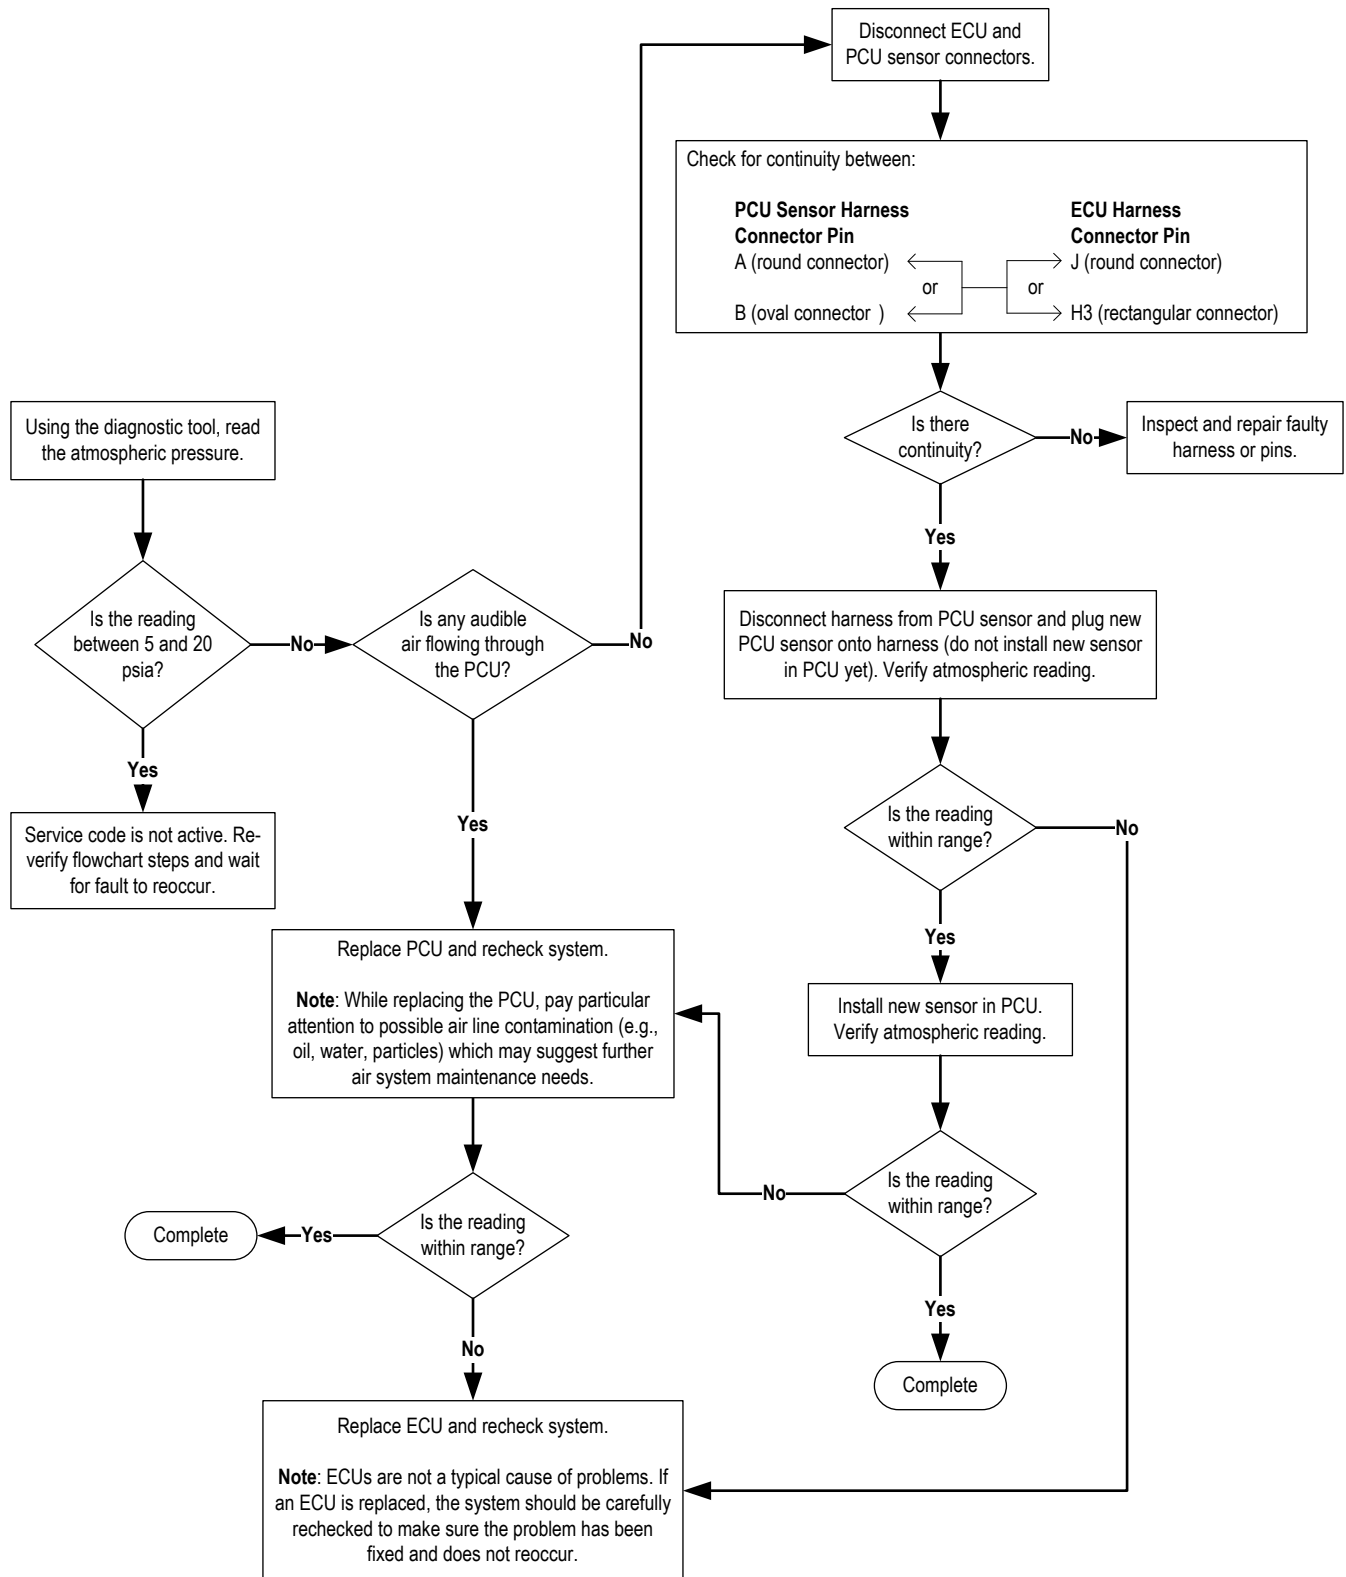 Disconnect ECU and
PCU sensor connectors.
Check for continuity between:
PCU Sensor Harness
Connector Pin
ECU Harness
Connector Pin
A (round connector)
J (round connector)
or
or
B (oval connector )
H3 (rectangular connector)
Using the diagnostic tool, read
the atmospheric pressure.
Is there
continuity?
No
Inspect and repair faulty
harness or pins.
Yes
Is the reading
between 5 and 20
psia?
No
Is any audible
air flowing through
the PCU?
No
Disconnect harness from PCU sensor and plug new
PCU sensor onto harness (do not install new sensor
in PCU yet). Verify atmospheric reading.
Yes
Service code is not active. Re-
verify flowchart steps and wait
for fault to reoccur.
Yes
Is the reading
within range?
No
Yes
Replace PCU and recheck system.
Note: While replacing the PCU, pay particular
attention to possible air line contamination (e.g.,
oil, water, particles) which may suggest further
air system maintenance needs.
Install new sensor in PCU.
Verify atmospheric reading.
Is the reading
within range?
No
Complete
Yes
Is the reading
within range?
Yes
Complete
No
Replace ECU and recheck system.
Note: ECUs are not a typical cause of problems. If
an ECU is replaced, the system should be carefully
rechecked to make sure the problem has been
fixed and does not reoccur.